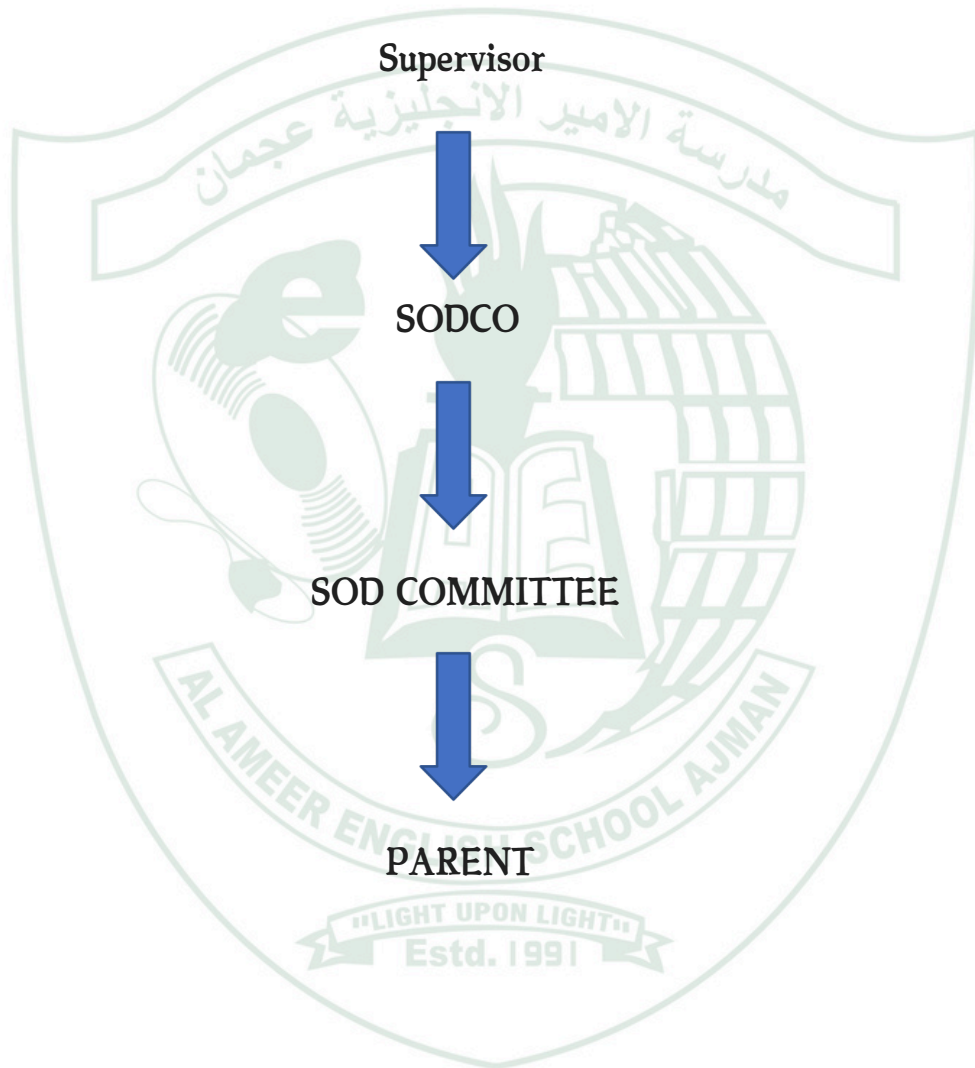 Supervisor
مدرسة الامير الانجليزية عجمان
e
SODCO
SOD COMMITTEE
S
AL AMEER ENGLISH SCHOOL AJMAN
PARENT
"LIGHT UPON LIGHT"
Estd. 1991